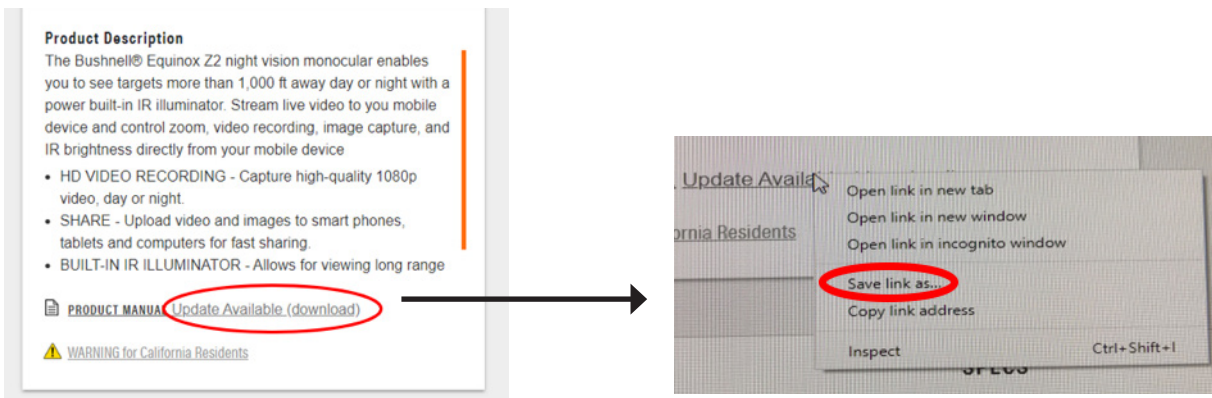 Product Description
The Bushnell® Equinox Z2 night vision monocular enables
you to see targets more than 1,000 ft away day or night with a
power built-in IR illuminator. Stream live video to you mobile
device and control zoom, video recording, image capture, and
IR brightness directly from your mobile device
• HD VIDEO RECORDING - Capture high-quality 1080p
video, day or night.
• SHARE - Upload video and images to smart phones,
tablets and computers for fast sharing.
• BUILT-IN IR ILLUMINATOR - Allows for viewing long range
PRODUCT MANUAL Update Available (download)
WARNING for California Residents
Update Availa
ornia Residents
Open link in new tab
Open link in new window
Open link in incognito window
Save link as...
Copy link address
Inspect Ctrl+Shift+I
SPECS